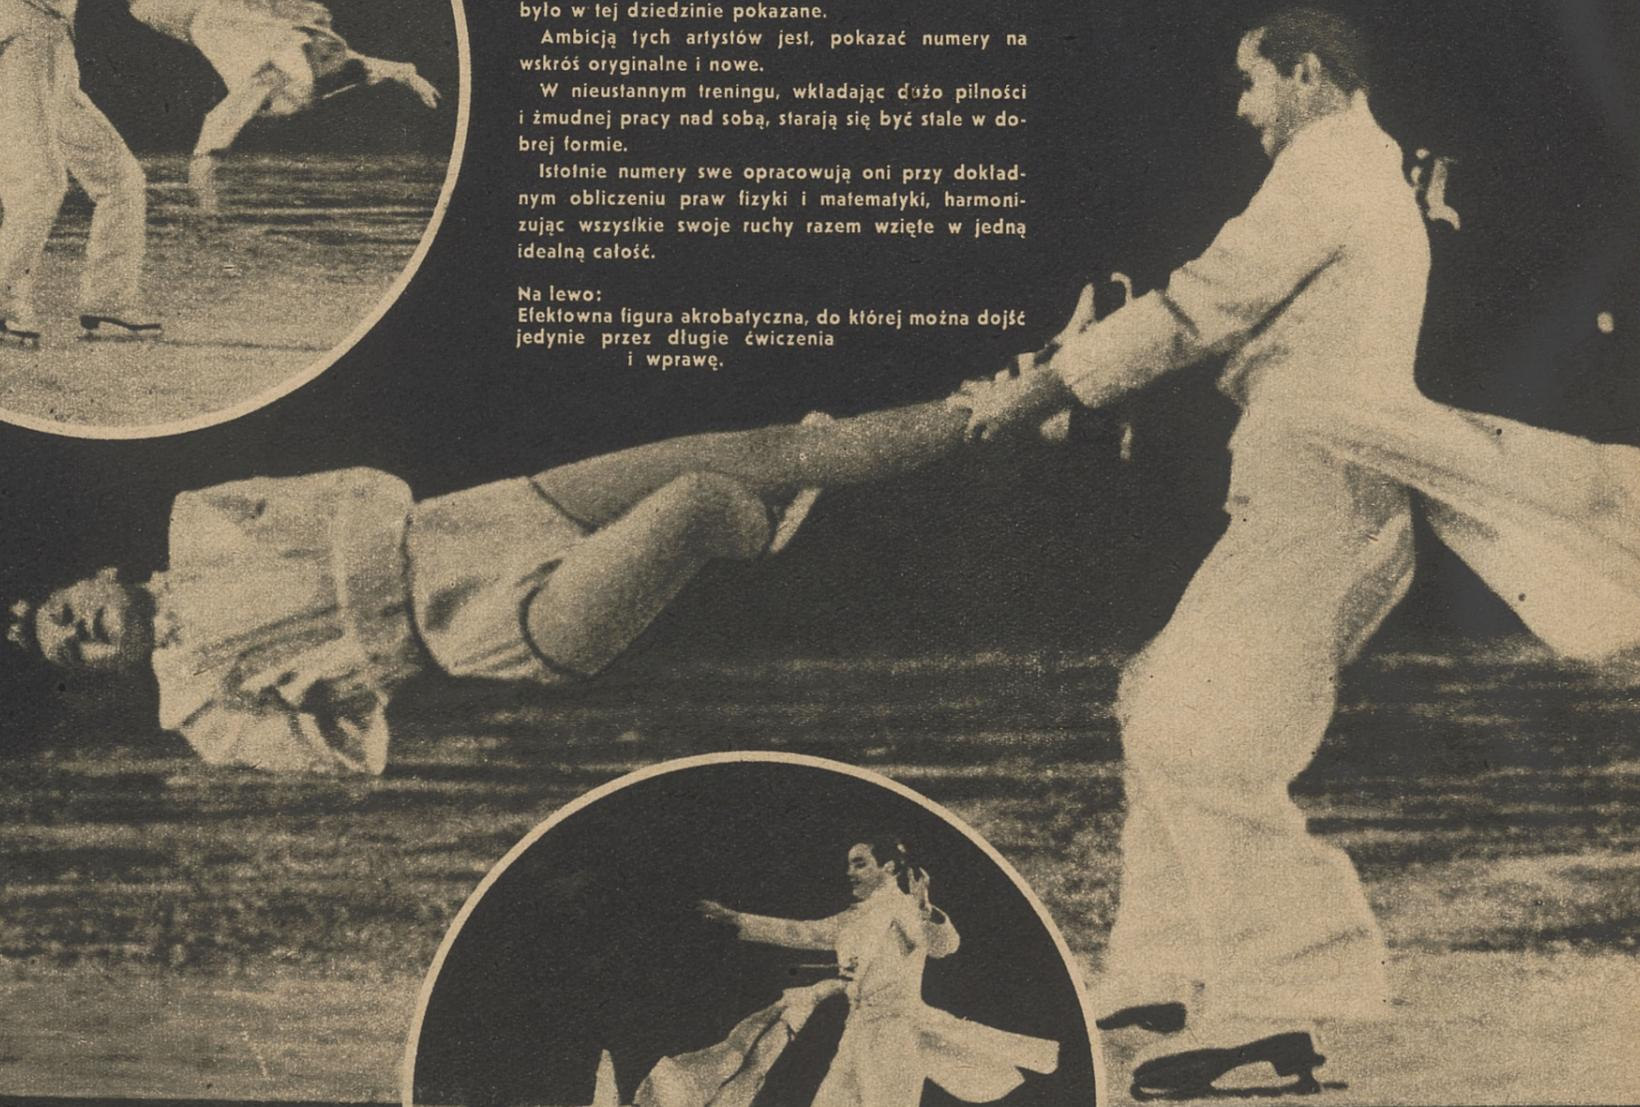 było w tej dziedzinie pokazane.
Ambicją tych artystów jest, pokazać numery na
wskróś oryginalne i nowe.
W nieustannym treningu, wkładając dużo pilności
i żmudnej pracy nad sobą, starają się być stale w do-
brej formie.
Istotnie numery swe opracowują oni przy dokład-
nym obliczeniu praw fizyki i matematyki, harmoni-
zując wszystkie swoje ruchy razem wzięte w jedną
idealną całość.
Na lewo:
Efektowna figura akrobatyczna, do której można dojść
jedynie przez długie ćwiczenia
i wprawę.